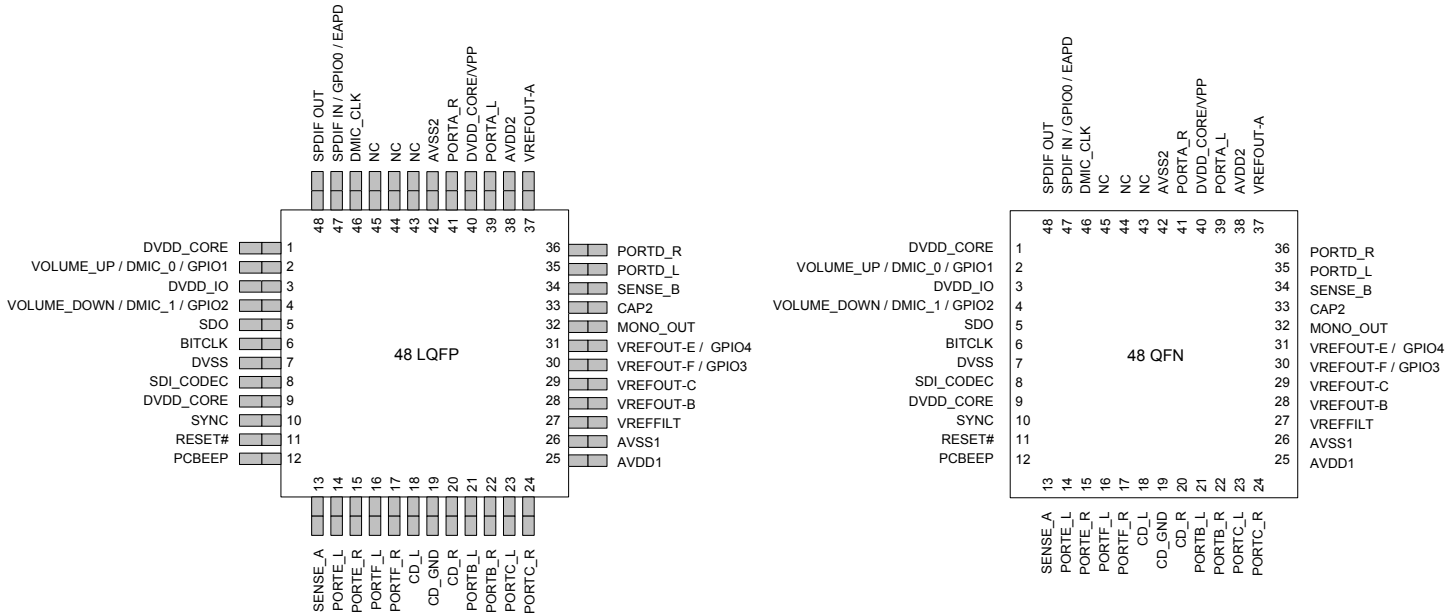 SPDIF OUT
SPDIF IN / GPIO0 / EAPD
DMIC_CLK
NC
NC
NC
AVSS2
PORTA_R
DVDD_CORE/VPP
PORTA_L
AVDD2
VREFOUT-A
48
47
46
45
44
43
42
41
40
39
38
37
DVDD_CORE 1
VOLUME_UP / DMIC_0 / GPIO1 2
DVDD_IO 3
VOLUME_DOWN / DMIC_1 / GPIO2 4
SDO 5
BITCLK 6
DVSS 7
SDI_CODEC 8
DVDD_CORE 9
SYNC 10
RESET# 11
PCBEEP 12
48 LQFP
36 PORTD_R
35 PORTD_L
34 SENSE_B
33 CAP2
32 MONO_OUT
31 VREFOUT-E / GPIO4
30 VREFOUT-F / GPIO3
29 VREFOUT-C
28 VREFOUT-B
27 VREFFILT
26 AVSS1
25 AVDD1
13
14
15
16
17
18
19
20
21
22
23
24
SENSE_A
PORTE_L
PORTE_R
PORTF_L
PORTF_R
CD_L
CD_GND
CD_R
PORTB_L
PORTB_R
PORTC_L
PORTC_R
SPDIF OUT
SPDIF IN / GPIO0 / EAPD
DMIC_CLK
NC
NC
NC
AVSS2
PORTA_R
DVDD_CORE/VPP
PORTA_L
AVDD2
VREFOUT-A
48
47
46
45
44
43
42
41
40
39
38
37
DVDD_CORE 1
VOLUME_UP / DMIC_0 / GPIO1 2
DVDD_IO 3
VOLUME_DOWN / DMIC_1 / GPIO2 4
SDO 5
BITCLK 6
DVSS 7
SDI_CODEC 8
DVDD_CORE 9
SYNC 10
RESET# 11
PCBEEP 12
48 QFN
36 PORTD_R
35 PORTD_L
34 SENSE_B
33 CAP2
32 MONO_OUT
31 VREFOUT-E / GPIO4
30 VREFOUT-F / GPIO3
29 VREFOUT-C
28 VREFOUT-B
27 VREFFILT
26 AVSS1
25 AVDD1
13
14
15
16
17
18
19
20
21
22
23
24
SENSE_A
PORTE_L
PORTE_R
PORTF_L
PORTF_R
CD_L
CD_GND
CD_R
PORTB_L
PORTB_R
PORTC_L
PORTC_R